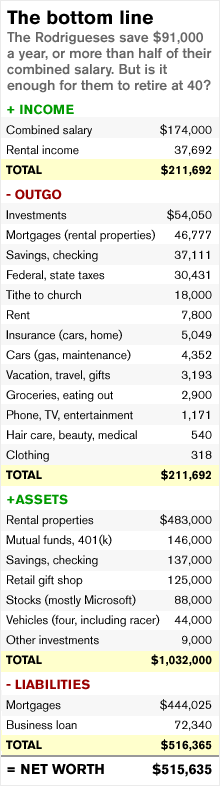 The bottom line
The Rodrigueses save $91,000
a year, or more than half of their
combined salary. But is it
enough for them to retire at 40?
+ INCOME
Combined salary $174,000
Rental income 37,692
TOTAL $211,692
- OUTGO
Investments $54,050
Mortgages (rental properties) 46,777
Savings, checking 37,111
Federal, state taxes 30,431
Tithe to church 18,000
Rent 7,800
Insurance (cars, home) 5,049
Cars (gas, maintenance) 4,352
Vacation, travel, gifts 3,193
Groceries, eating out 2,900
Phone, TV, entertainment 1,171
Hair care, beauty, medical 540
Clothing 318
TOTAL $211,692
+ASSETS
Rental properties $483,000
Mutual funds, 401(k) 146,000
Savings, checking 137,000
Retail gift shop 125,000
Stocks (mostly Microsoft) 88,000
Vehicles (four, including racer) 44,000
Other investments 9,000
TOTAL $1,032,000
- LIABILITIES
Mortgages $444,025
Business loan 72,340
TOTAL $516,365
= NET WORTH $515,635